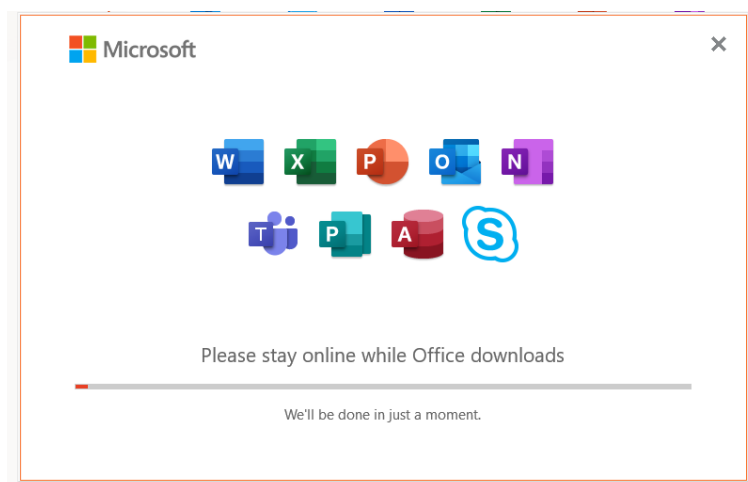 Microsoft
W X P O N
T P A S
Please stay online while Office downloads
We'll be done in just a moment.